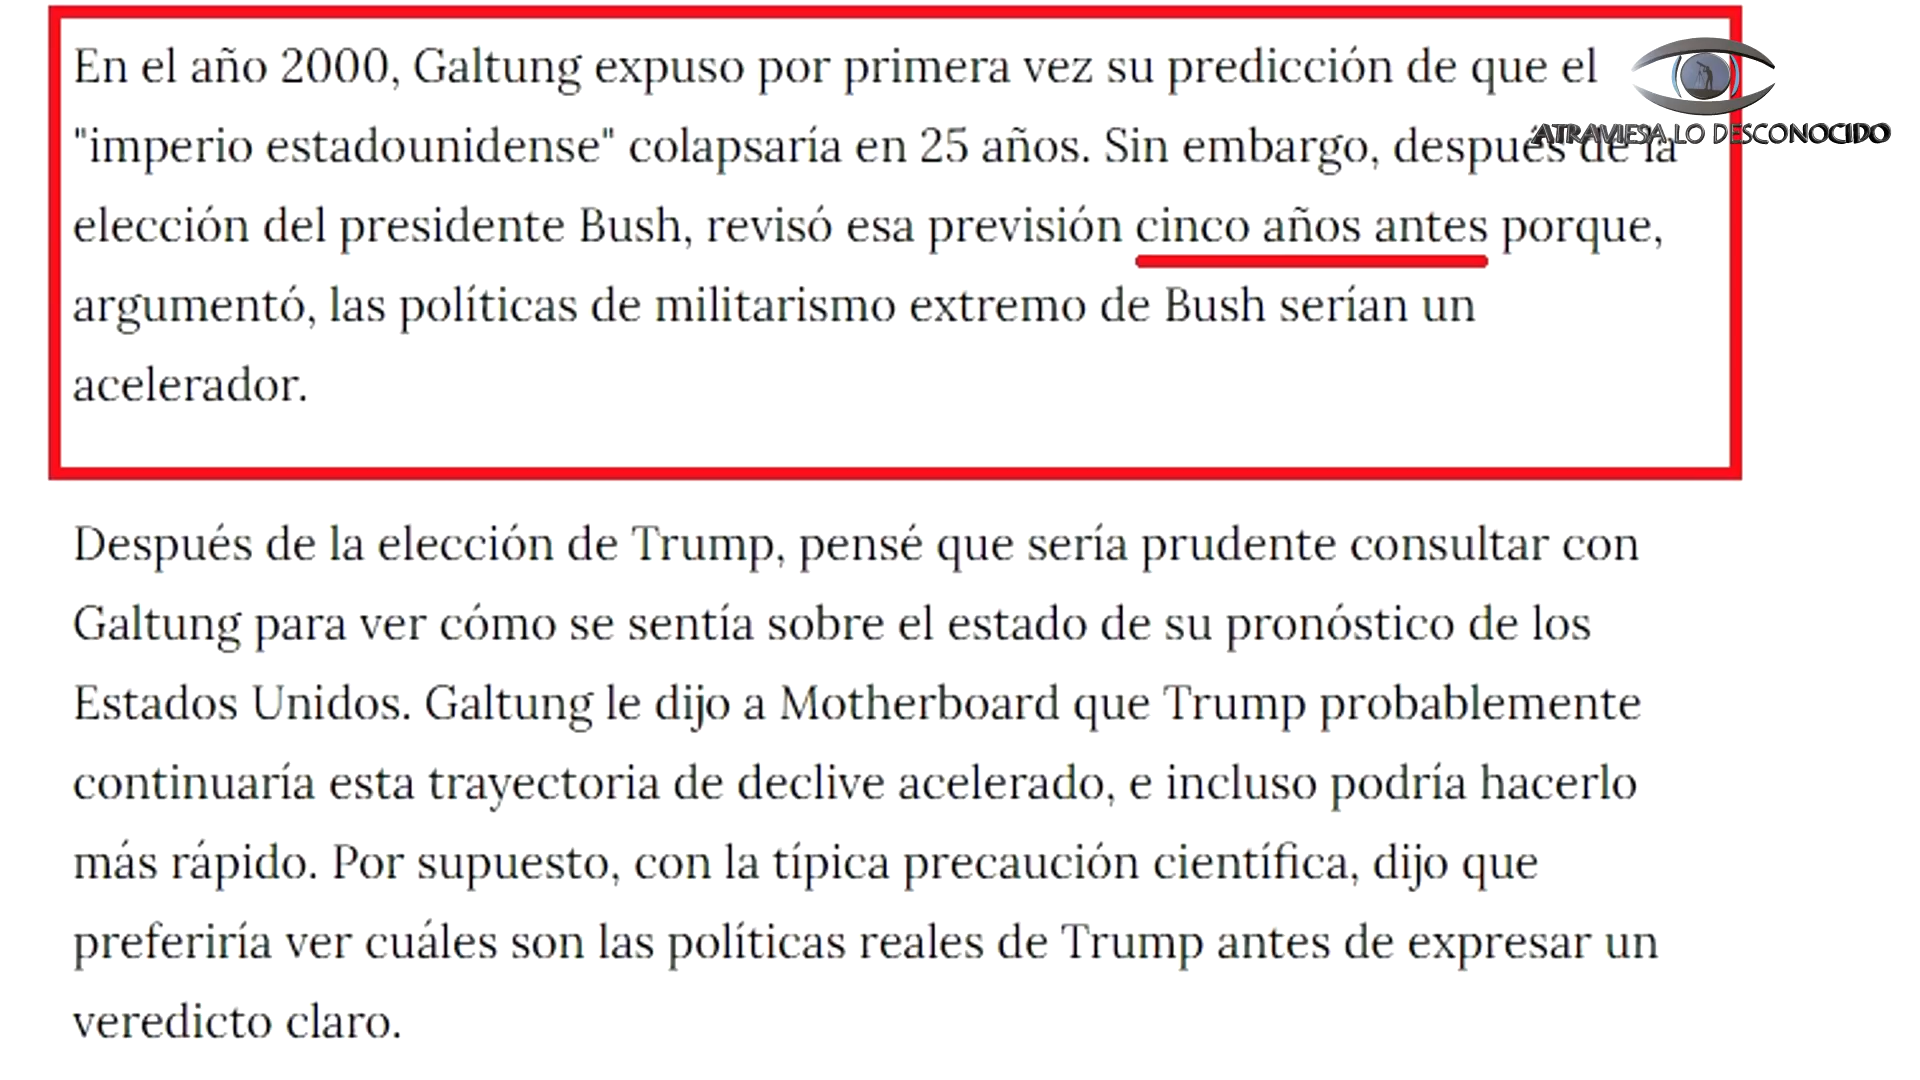 En el año 2000, Galtung expuso por primera vez su predicción de que el
"imperio estadounidense" colapsaría en 25 años. Sin embargo, después de la
ATRAVIESA LO DESCONOCIDO
elección del presidente Bush, revisó esa previsión cinco años antes porque,
argumentó, las políticas de militarismo extremo de Bush serían un
acelerador.
Después de la elección de Trump, pensé que sería prudente consultar con
Galtung para ver cómo se sentía sobre el estado de su pronóstico de los
Estados Unidos. Galtung le dijo a Motherboard que Trump probablemente
continuaría esta trayectoria de declive acelerado, e incluso podría hacerlo
más rápido. Por supuesto, con la típica precaución científica, dijo que
preferiría ver cuáles son las políticas reales de Trump antes de expresar un
veredicto claro.